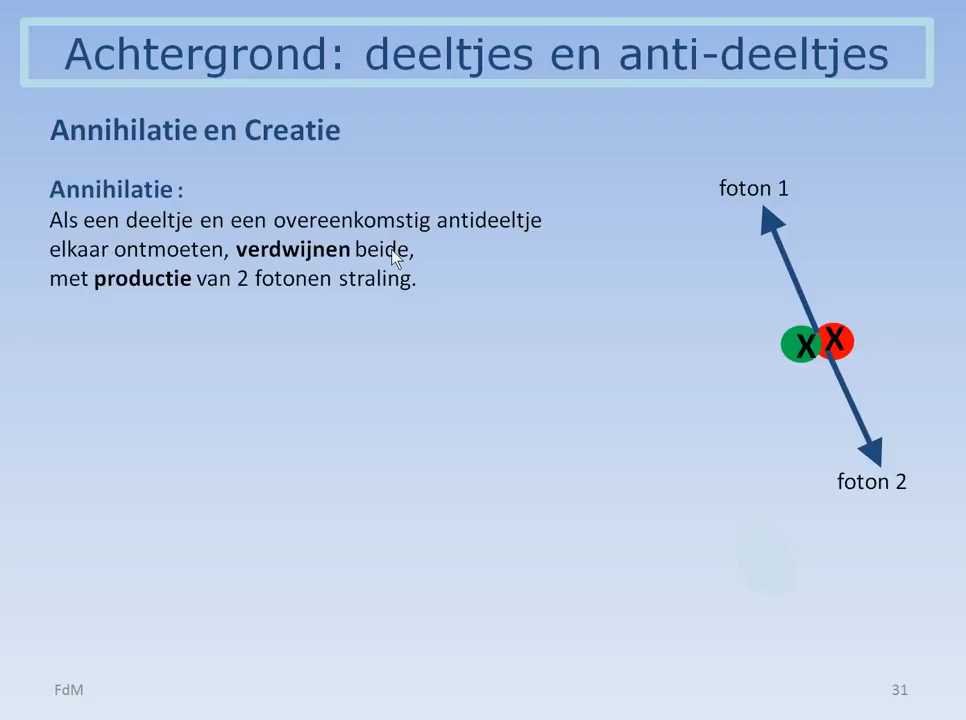 Achtergrond: deeltjes en anti-deeltjes
Annihilatie en Creatie
Annihilatie :
Als een deeltje en een overeenkomstig antideeltje
elkaar ontmoeten, verdwijnen beide,
met productie van 2 fotonen straling.
foton 1
X X
foton 2
FdM
31